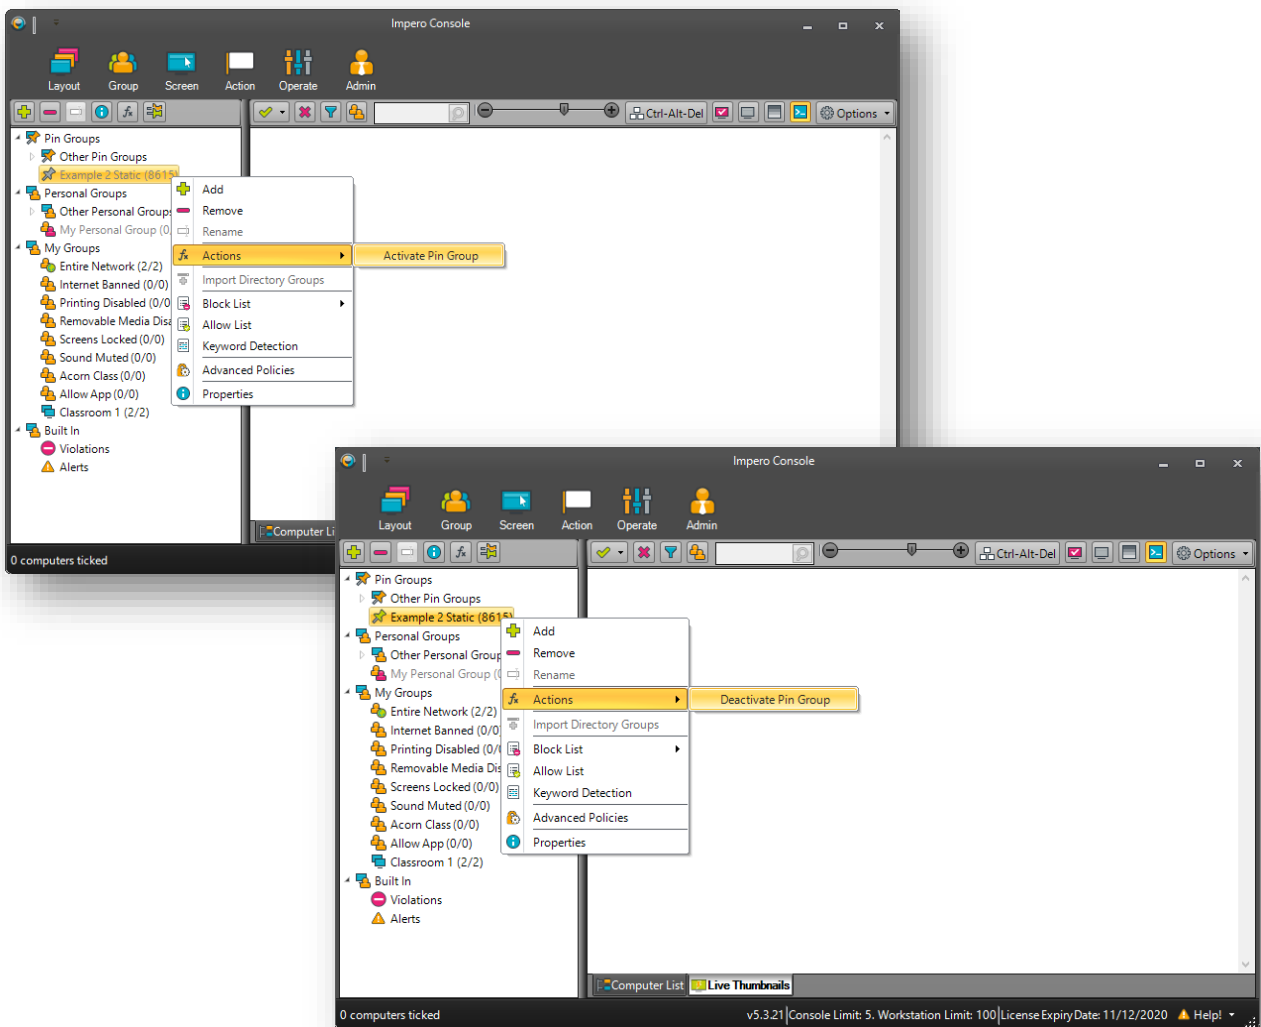 Impero Console
Layout Group Screen Action Operate Admin
Ctrl-Alt-Del Options
Pin Groups
Other Pin Groups
Example 2 Static (8615)
Personal Groups
Other Personal Groups
My Personal Group (0
My Groups
Entire Network (2/2)
Internet Banned (0/0)
Printing Disabled (0/0
Removable Media Disa
Screens Locked (0/0)
Sound Muted (0/0)
Acorn Class (0/0)
Allow App (0/0)
Classroom 1 (2/2)
Built In
Violations
Alerts
Add
Remove
Rename
Actions
Activate Pin Group
Import Directory Groups
Block List
Allow List
Keyword Detection
Advanced Policies
Properties
Computer Li
0 computers ticked
Impero Console
Layout Group Screen Action Operate Admin
Ctrl-Alt-Del Options
Pin Groups
Other Pin Groups
Example 2 Static (8615)
Personal Groups
Other Personal Group
My Personal Group (
My Groups
Entire Network (2/2)
Internet Banned (0/0
Printing Disabled (0/
Removable Media Dis
Screens Locked (0/0)
Sound Muted (0/0)
Acorn Class (0/0)
Allow App (0/0)
Classroom 1 (2/2)
Built In
Violations
Alerts
Add
Remove
Rename
Actions
Deactivate Pin Group
Import Directory Groups
Block List
Allow List
Keyword Detection
Advanced Policies
Properties
Computer List Live Thumbnails
0 computers ticked
v5.3.21 Console Limit: 5. Workstation Limit: 100 License Expiry Date: 11/12/2020 Help!